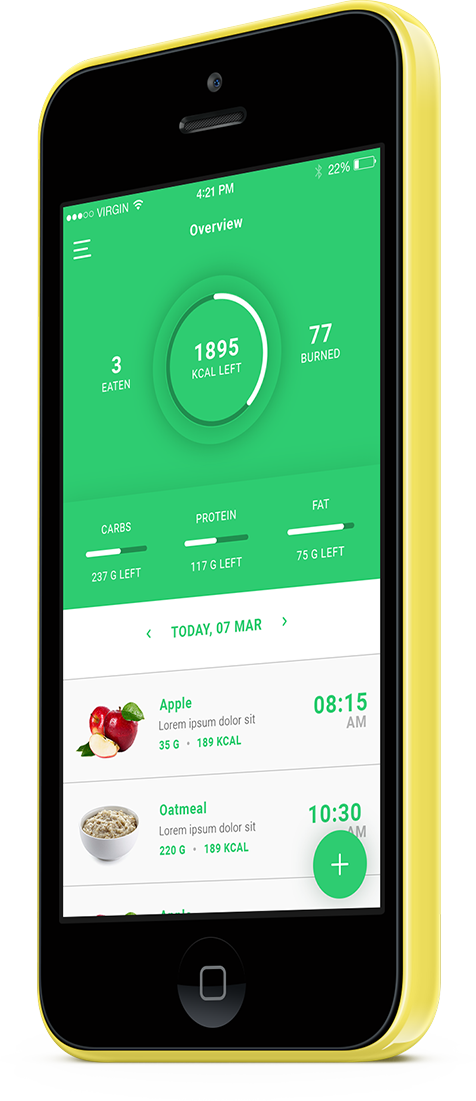 VIRGIN
4:21 PM
22%
Overview
3
EATEN
1895
KCAL LEFT
77
BURNED
CARBS
237 G LEFT
PROTEIN
117 G LEFT
FAT
75 G LEFT
‹ TODAY, 07 MAR ›
Apple
Lorem ipsum dolor sit
35 G • 189 KCAL
08:15
AM
Oatmeal
Lorem ipsum dolor sit
220 G • 189 KCAL
10:30
AM
+